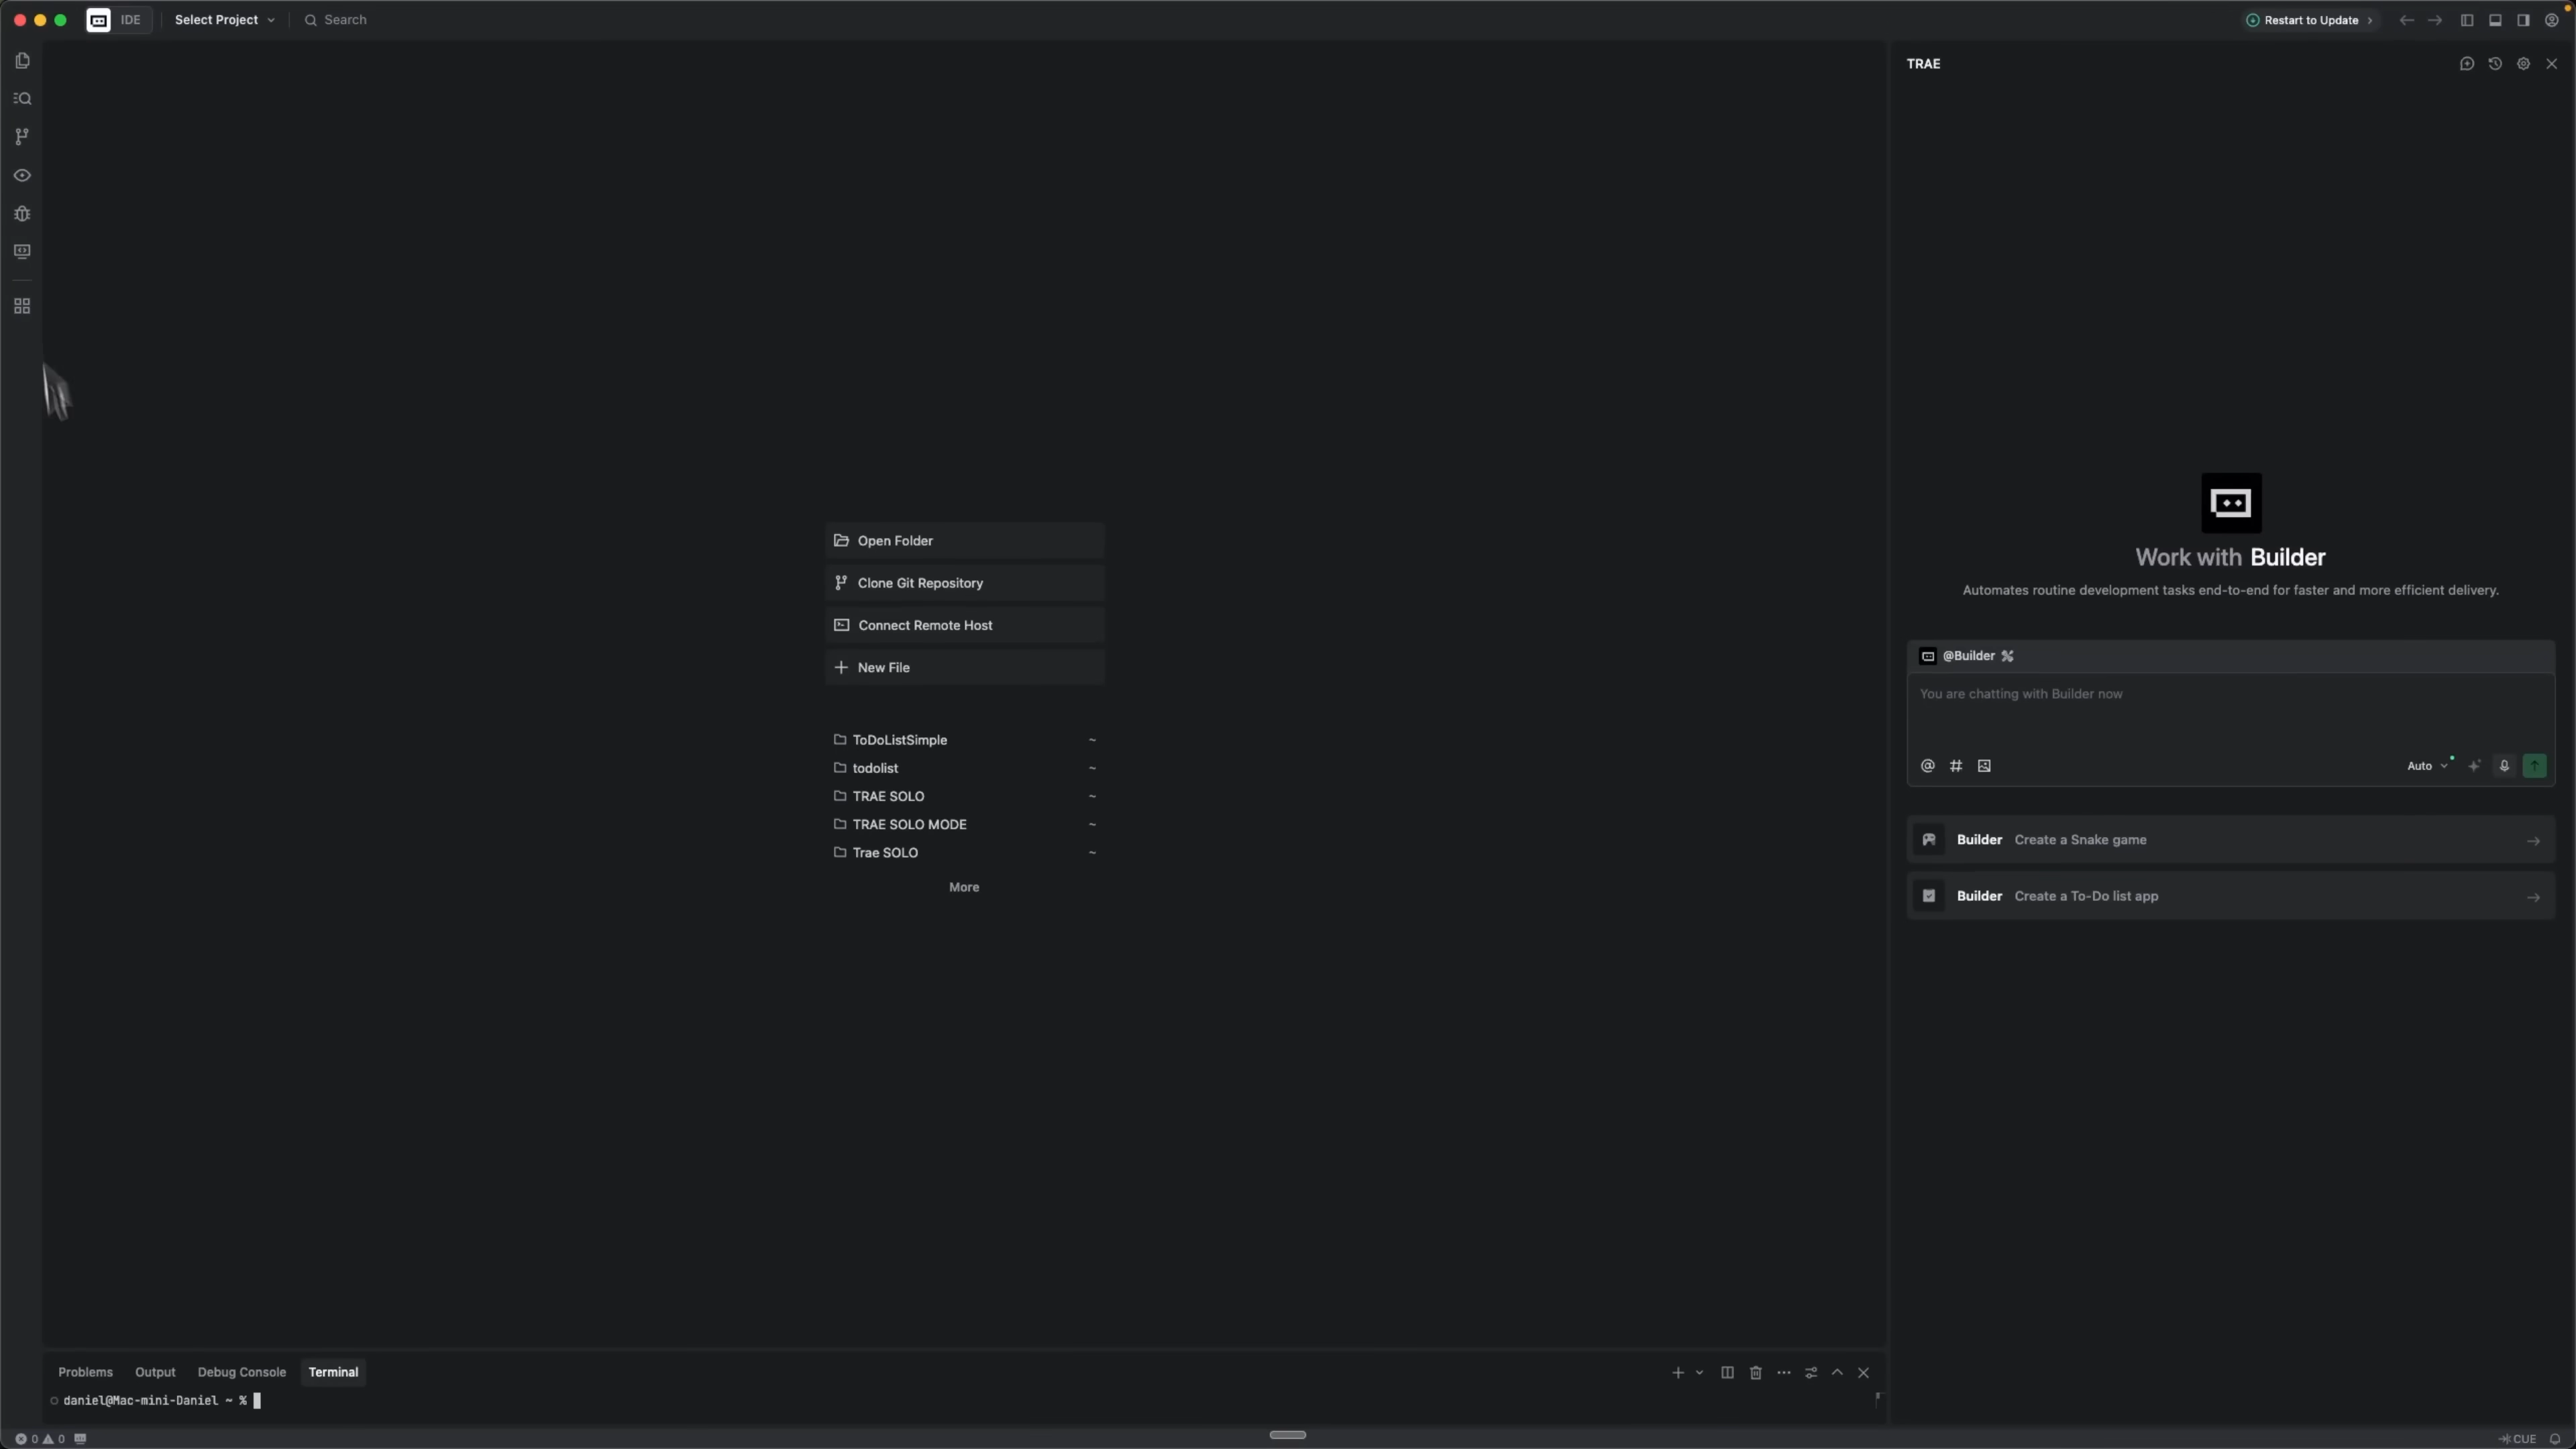 IDE
Select Project
Search
Restart to Update
TRAE
Open Folder
Clone Git Repository
Connect Remote Host
New File
ToDoListSimple ~
todolist ~
TRAE SOLO ~
TRAE SOLO MODE ~
Trae SOLO ~
More
Work with Builder
Automates routine development tasks end-to-end for faster and more efficient delivery.
@Builder
You are chatting with Builder now
@ # Auto
Builder Create a Snake game
Builder Create a To-Do list app
Problems Output Debug Console Terminal
daniel@Mac-mini-Daniel ~ %
0 0
CUE